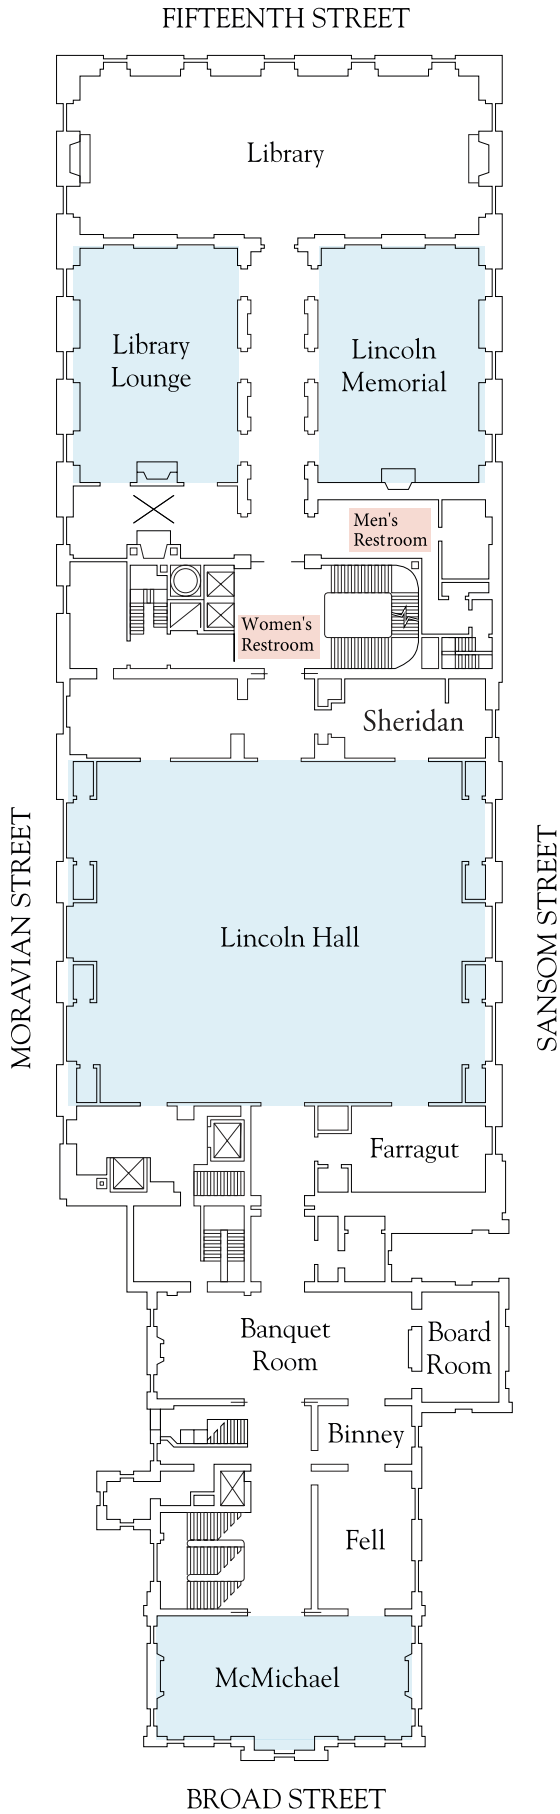 FIFTEENTH STREET
Library
Library
Lounge
Lincoln
Memorial
Men's
Restroom
Women's
Restroom
Sheridan
MORAVIAN STREET
SANSOM STREET
Lincoln Hall
Farragut
Banquet
Room
Board
Room
Binney
Fell
McMichael
BROAD STREET